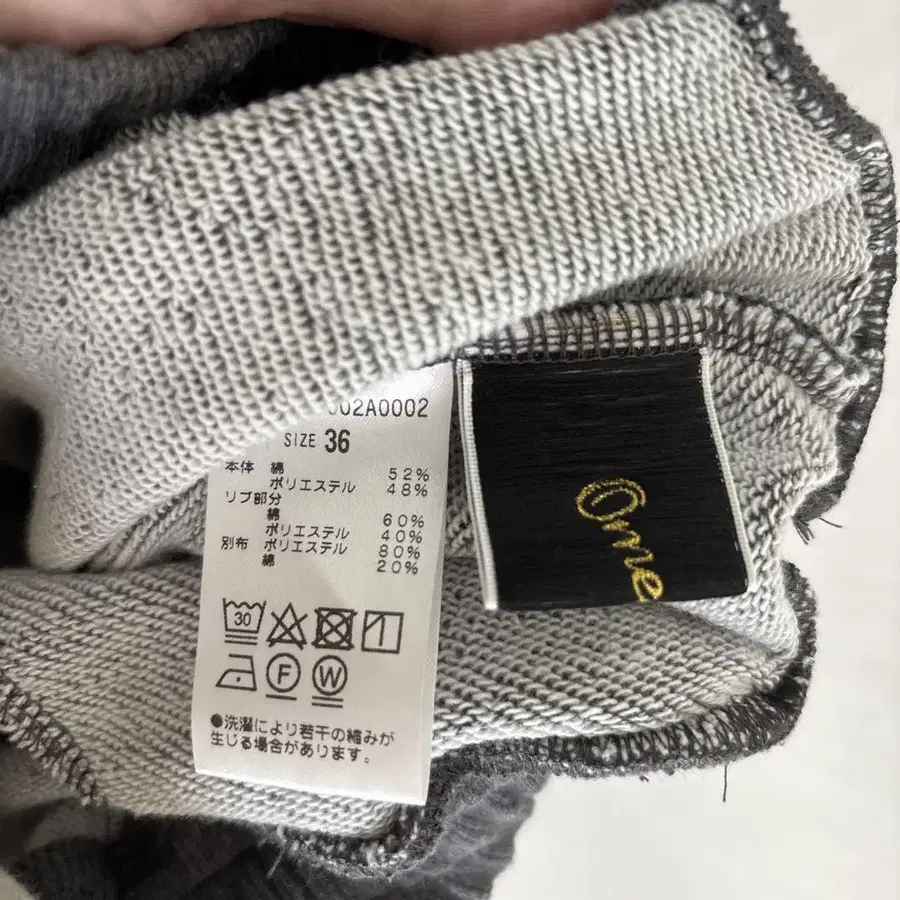 002A0002
SIZE 36
本体 綿 52%
ポリエステル 48%
リブ部分
綿 60%
ポリエステル 40%
別布 ポリエステル 80%
綿 20%
30
F W
●洗濯により若干の縮みが
生じる場合があります。
Ome